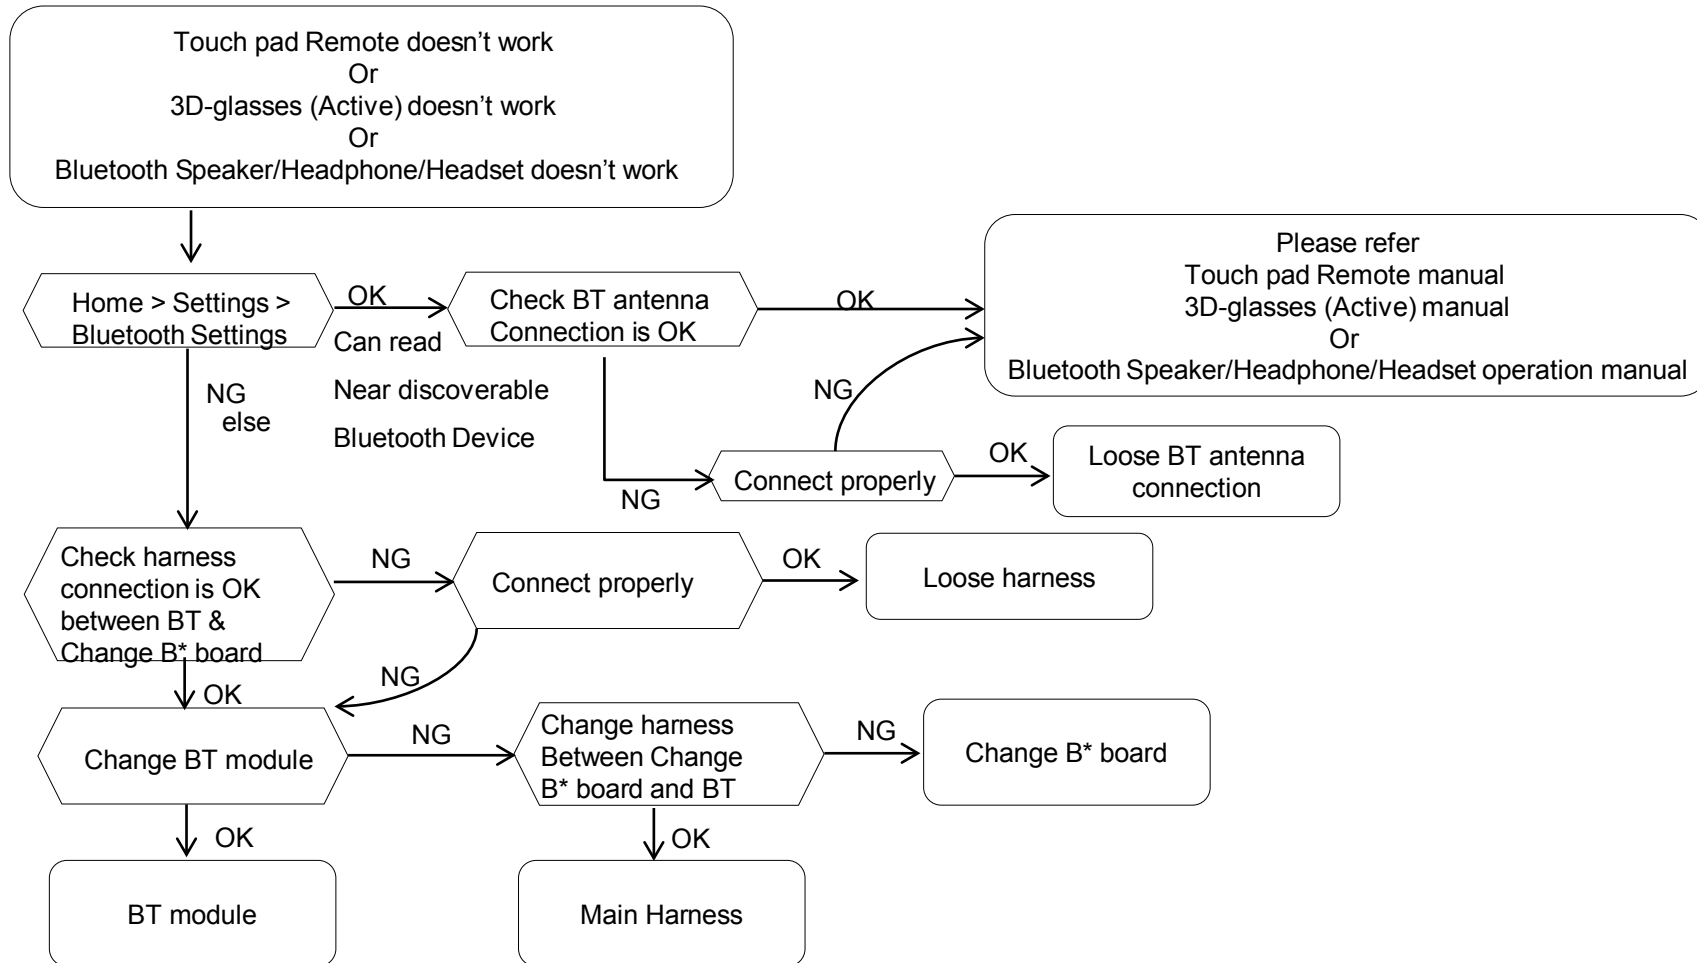 Touch pad Remote doesn’t work
Or
3D-glasses (Active) doesn’t work
Or
Bluetooth Speaker/Headphone/Headset doesn’t work
Home > Settings >
Bluetooth Settings
OK
Can read
Near discoverable
Bluetooth Device
Check BT antenna
Connection is OK
OK
Please refer
Touch pad Remote manual
3D-glasses (Active) manual
Or
Bluetooth Speaker/Headphone/Headset operation manual
NG
else
NG
Connect properly
NG
OK
Loose BT antenna
connection
Check harness
connection is OK
between BT &
Change B* board
NG
Connect properly
OK
Loose harness
NG
OK
Change BT module
NG
Change harness
Between Change
B* board and BT
NG
Change B* board
OK
BT module
OK
Main Harness